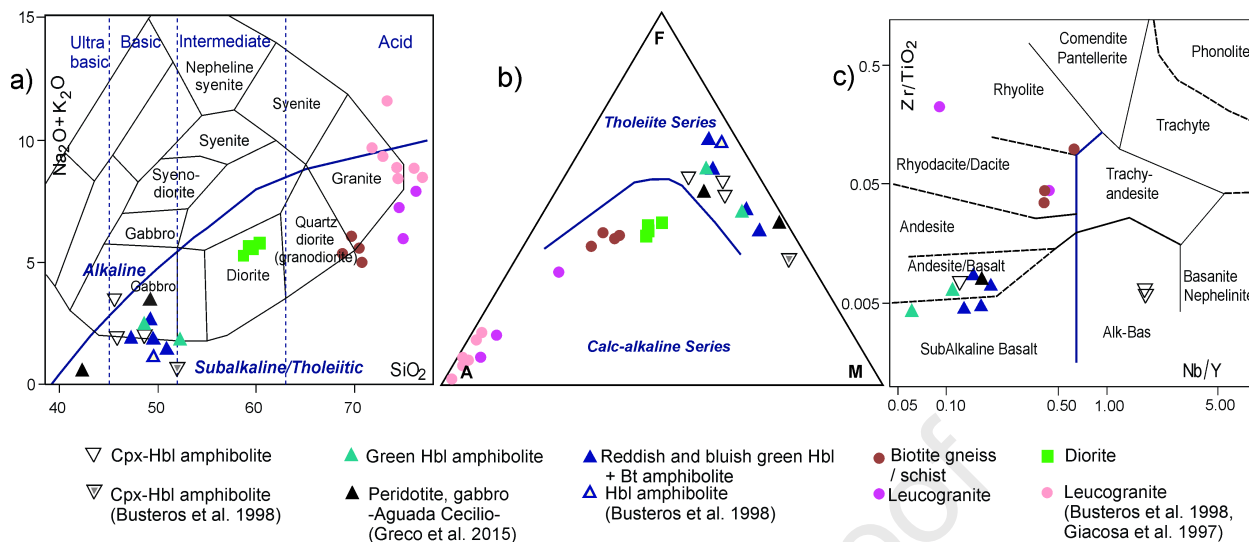 a)
Na2O+K2O
15
10
5
0
Ultra basic
Basic
Intermediate
Acid
Nepheline
syenite
Syenite
Syenite
Syeno-
diorite
Gabbro
Granite
Quartz
diorite
(granodiorite)
Diorite
Alkaline
Gabbro
Subalkaline/Tholeiitic
SiO2
40
50
60
70
b)
F
Tholeiite Series
Calc-alkaline Series
A
M
c)
Zr/TiO2
0.5
0.05
0.005
Comendite
Pantellerite
Phonolite
Rhyolite
Trachyte
Rhyodacite/Dacite
Trachy-
andesite
Andesite
Andesite/Basalt
Basanite
Nephelinite
SubAlkaline Basalt
Alk-Bas
Nb/Y
0.05
0.10
0.50
1.00
5.00
Cpx-Hbl amphibolite
Cpx-Hbl amphibolite
(Busteros et al. 1998)
Green Hbl amphibolite
Peridotite, gabbro
-Aguada Cecilio-
(Greco et al. 2015)
Reddish and bluish green Hbl
+ Bt amphibolite
Hbl amphibolite
(Busteros et al. 1998)
Biotite gneiss
/ schist
Leucogranite
Diorite
Leucogranite
(Busteros et al. 1998,
Giacosa et al. 1997)
oof